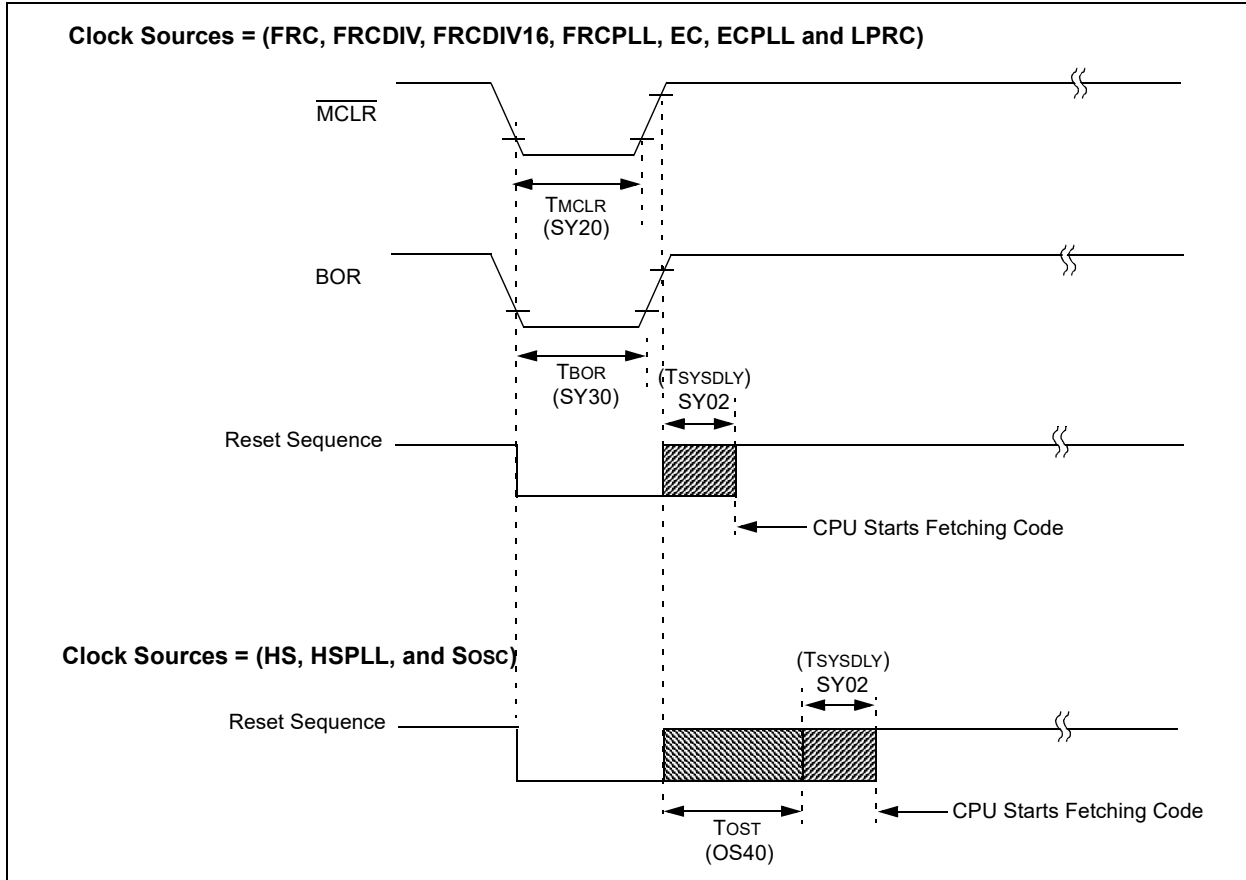 Clock Sources = (FRC, FRCDIV, FRCDIV16, FRCPLL, EC, ECPLL and LPRC)
MCLR
TMCLR
(SY20)
BOR
TBOR
(SY30)
(TSYSDLY)
SY02
Reset Sequence
CPU Starts Fetching Code
Clock Sources = (HS, HSPLL, and SOSC)
(TSYSDLY)
SY02
Reset Sequence
CPU Starts Fetching Code
TOST
(OS40)